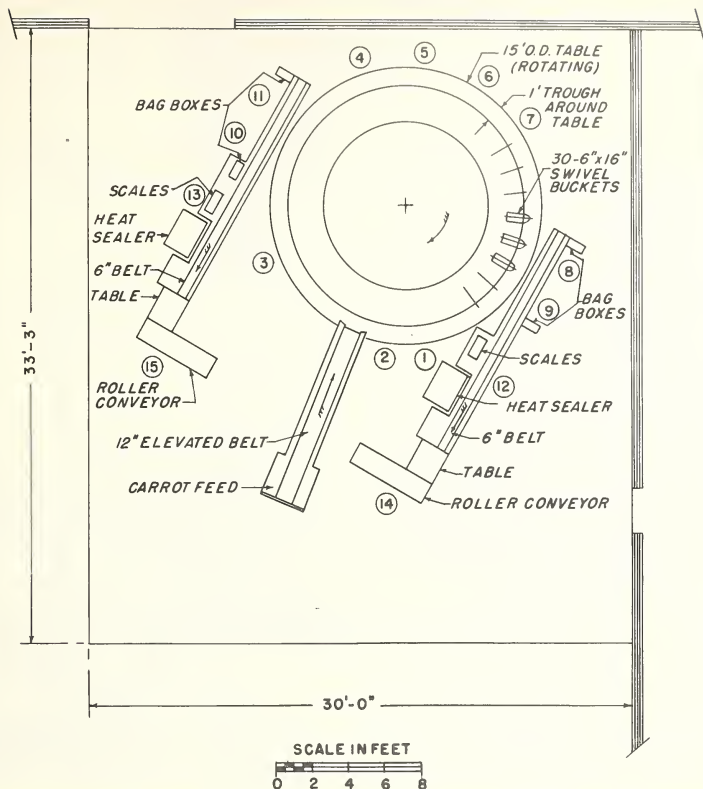 4
5
15' O.D. TABLE
(ROTATING)
6
1' TROUGH
AROUND
TABLE
7
11
BAG BOXES
10
30-6"x16"
SWIVEL
BUCKETS
SCALES
13
HEAT
SEALER
3
8
6" BELT
TABLE
9
BAG
BOXES
33'-3"
2
1
SCALES
15
12
ROLLER
CONVEYOR
HEAT SEALER
12" ELEVATED BELT
6" BELT
CARROT FEED
TABLE
14
ROLLER CONVEYOR
30'-0"
SCALE IN FEET
0 2 4 6 8